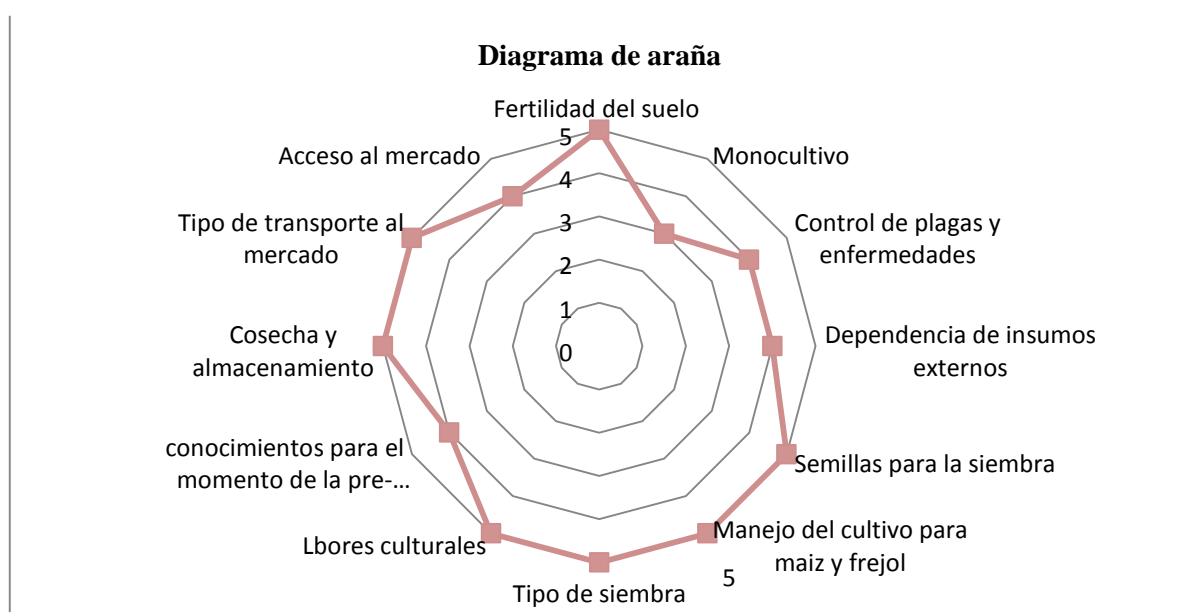 Diagrama de araña
Fertilidad del suelo
Monocultivo
Control de plagas y
enfermedades
Dependencia de insumos
externos
Semillas para la siembra
Manejo del cultivo para
maiz y frejol
5
Tipo de siembra
Lbores culturales
conocimientos para el
momento de la pre-...
Cosecha y
almacenamiento
Tipo de transporte al
mercado
Acceso al mercado
5
4
3
2
1
0